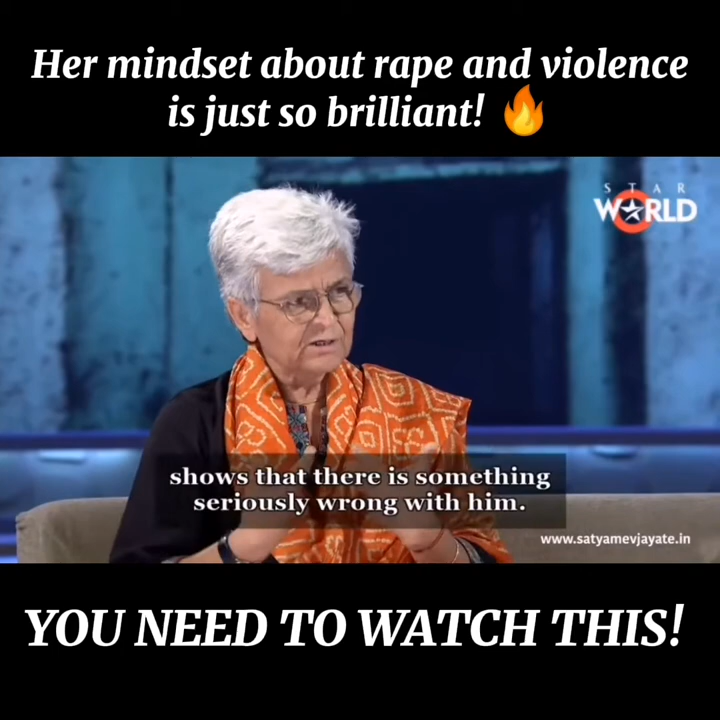 Her mindset about rape and violence
is just so brilliant! 🔥
STAR
WORLD
shows that there is something
seriously wrong with him.
www.satyamevjayate.in
YOU NEED TO WATCH THIS!